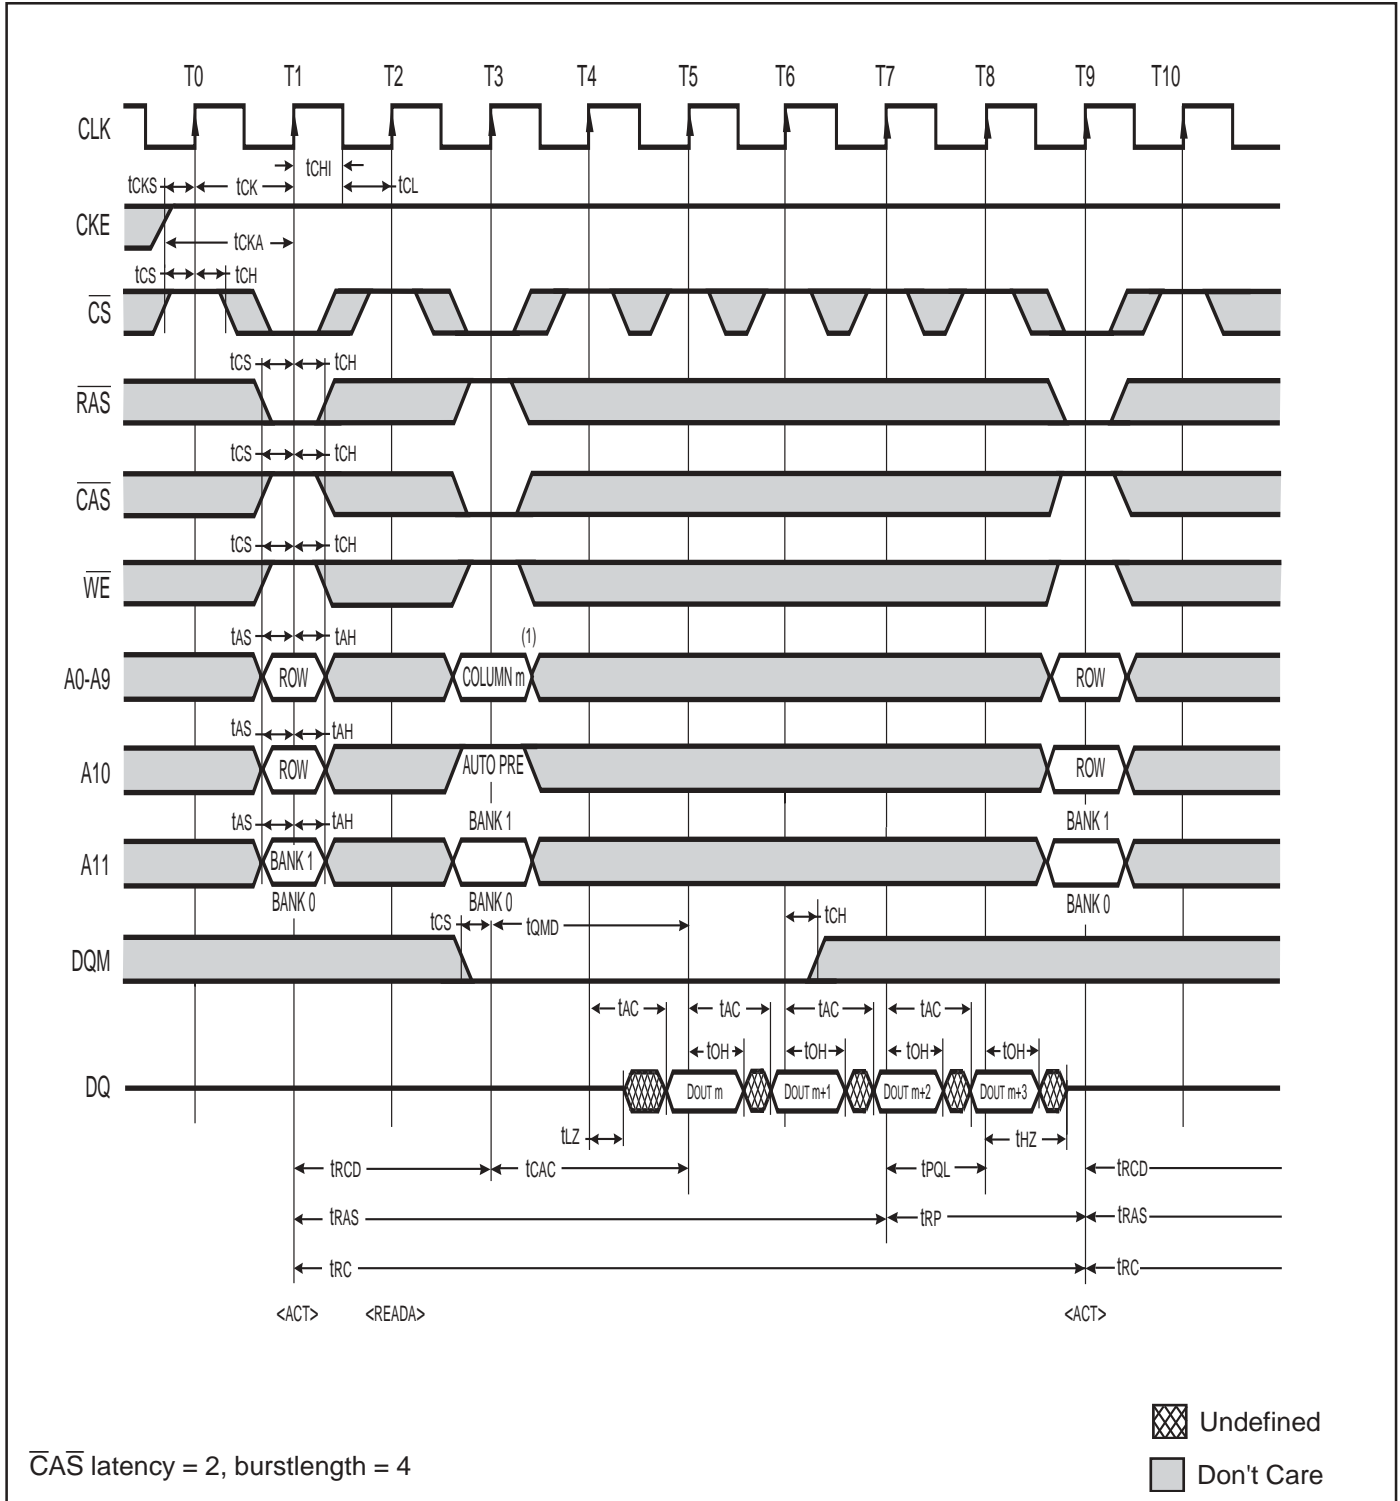 T0 T1 T2 T3 T4 T5 T6 T7 T8 T9 T10
CLK
tCHI
tCKS tCK tCL
CKE
tCKA
tCS tCH
CS
tCS tCH
RAS
tCS tCH
CAS
tCS tCH
WE
tAS tAH (1)
A0-A9 ROW COLUMN m ROW
tAS tAH
A10 ROW AUTO PRE ROW
tAS tAH BANK 1 BANK 1
A11 BANK 1
BANK 0 BANK 0 BANK 0
tCS tQMD tCH
DQM
tAC tAC tAC tAC
tOH tOH tOH tOH
DQ DOUT m DOUT m+1 DOUT m+2 DOUT m+3
tLZ tHZ
tRCD tCAC tPQL tRCD
tRAS tRP tRAS
tRC tRC
<ACT> <READA> <ACT>
Undefined
CAS latency = 2, burstlength = 4
Don't Care